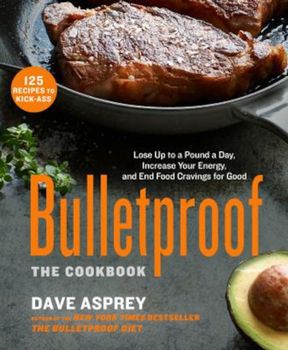 125
RECIPES TO
KICK-ASS
Lose Up to a Pound a Day,
Increase Your Energy,
and End Food Cravings for Good
Bulletproof
THE COOKBOOK
DAVE ASPREY
AUTHOR OF THE NEW YORK TIMES BESTSELLER
THE BULLETPROOF DIET